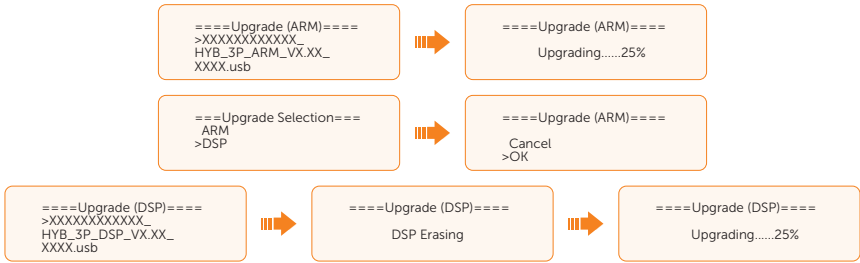 ====Upgrade (ARM)====
>XXXXXXXXXXXX_
HYB_3P_ARM_VX.XX_
XXXX.usb
====Upgrade (ARM)====
Upgrading......25%
===Upgrade Selection===
ARM
>DSP
====Upgrade (ARM)====
Cancel
>OK
====Upgrade (DSP)====
>XXXXXXXXXXXX_
HYB_3P_DSP_VX.XX_
XXXX.usb
====Upgrade (DSP)====
DSP Erasing
====Upgrade (DSP)====
Upgrading......25%